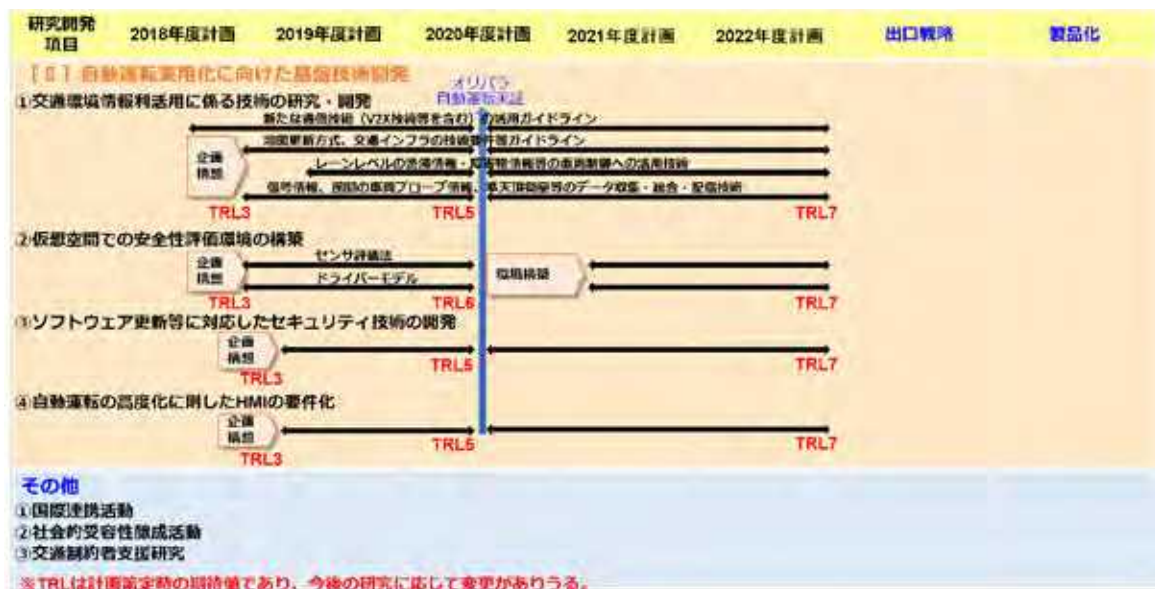 研究開発項目 2018年度計画 2019年度計画 2020年度計画 2021年度計画 2022年度計画 出口戦略 製品化
[Ⅱ]自動運転実用化に向けた基盤技術開発
オリパラ
自動運転実証
①交通環境情報利活用に係る技術の研究・開発
新たな通信技術(V2X技術等を含む)の活用ガイドライン
地図更新方式、交通インフラの技術要件等ガイドライン
企画
構想
レーンレベルの渋滞情報・障害物情報等の車両制御への活用技術
信号情報、民間の車両プローブ情報、等のデータ収集・統合・配信技術
TRL3 TRL5 TRL7
②仮想空間での安全性評価環境の構築
企画
構想
センサ評価法
ドライバーモデル
環境構築
TRL3 TRL6 TRL7
③ソフトウェア更新等に対応したセキュリティ技術の開発
企画
構想
TRL3 TRL5 TRL7
④自動運転の高度化に則したHMIの要件化
企画
構想
TRL3 TRL6 TRL7
その他
①国際連携活動
②社会的受容性醸成活動
③交通制約者支援研究
※TRLは計画策定時の期待値であり、今後の研究に応じて変更がありうる。